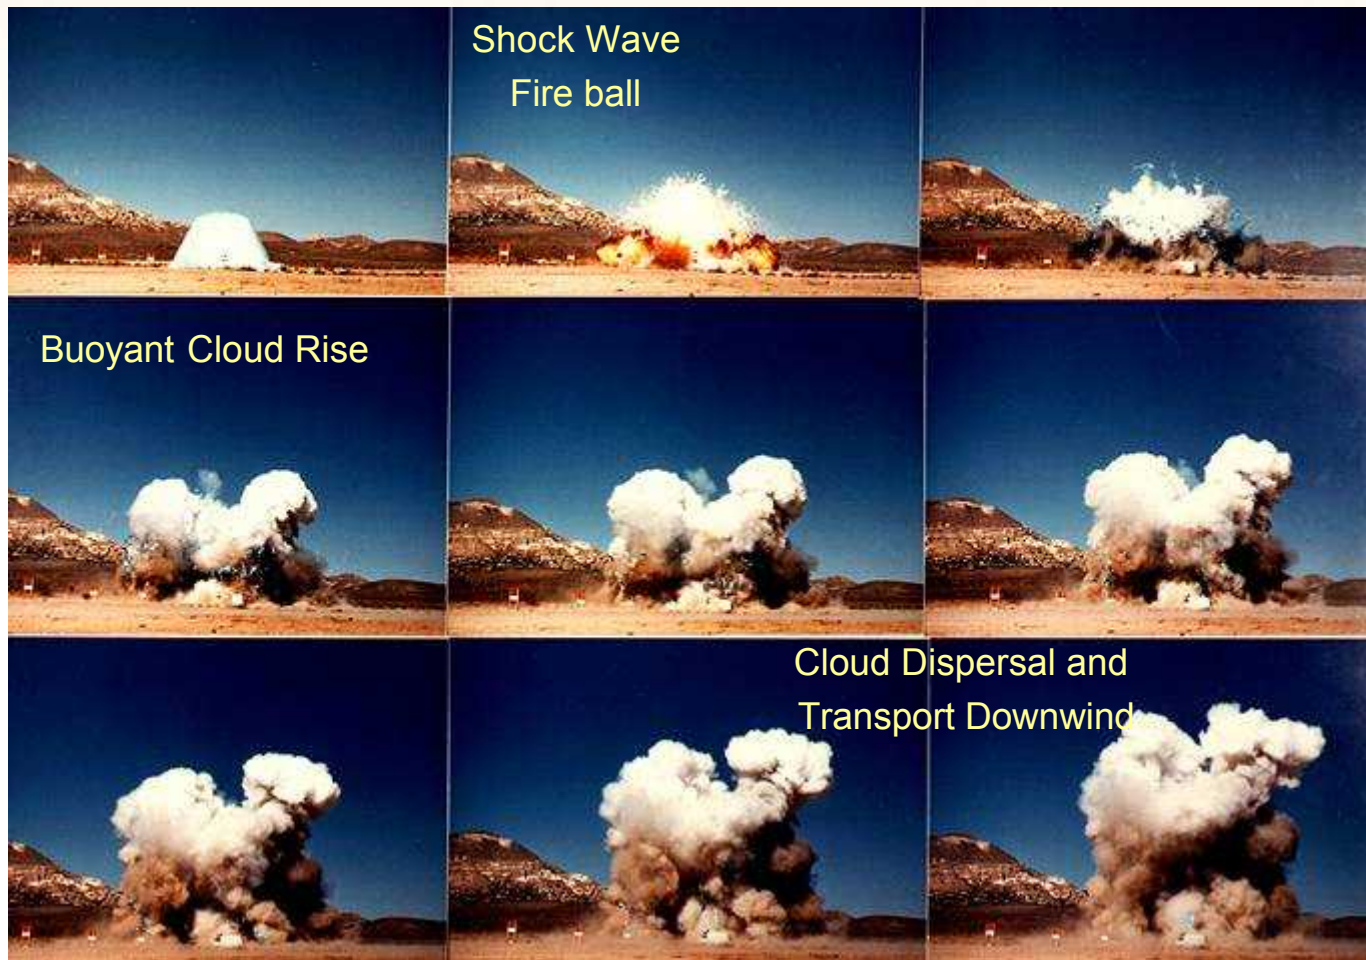 Shock Wave
Fire ball
Buoyant Cloud Rise
Cloud Dispersal and
Transport Downwind